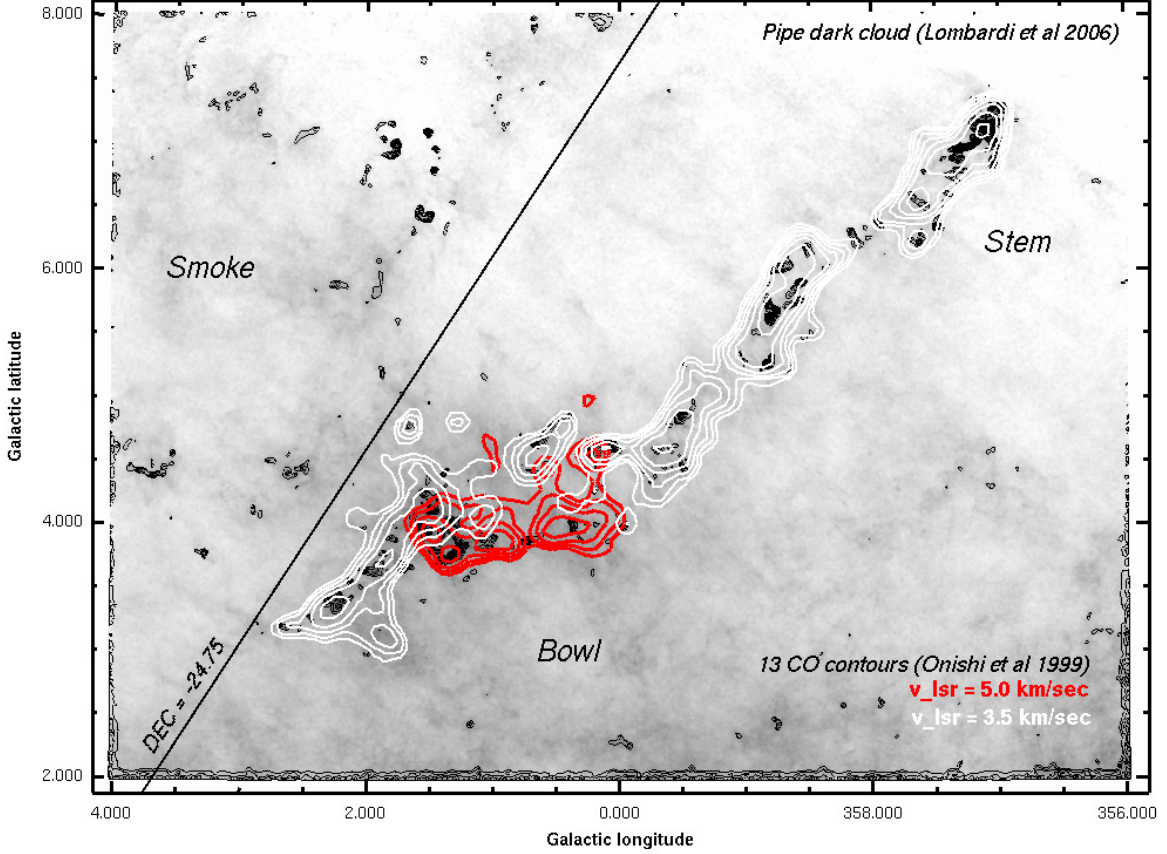 8.000
Pipe dark cloud (Lombardi et al 2006)
Smoke
Stem
6.000
Galactic latitude
4.000
Bowl
DEC = -24.75
13 CO contours (Onishi et al 1999)
v_lsr = 5.0 km/sec
v_lsr = 3.5 km/sec
2.000
4.000 2.000 0.000 358.000 356.000
Galactic longitude